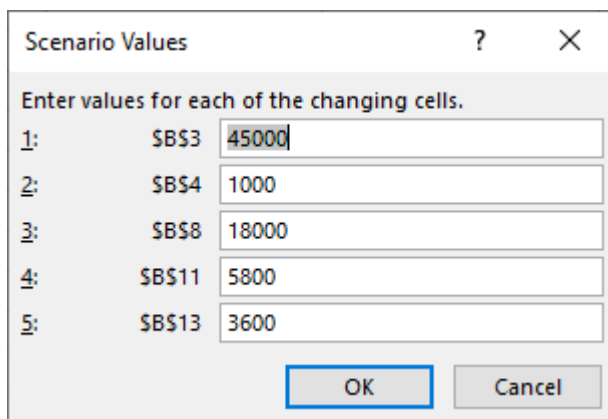 Scenario Values ? ×
Enter values for each of the changing cells.
1: $B$3 45000
2: $B$4 1000
3: $B$8 18000
4: $B$11 5800
5: $B$13 3600
OK Cancel